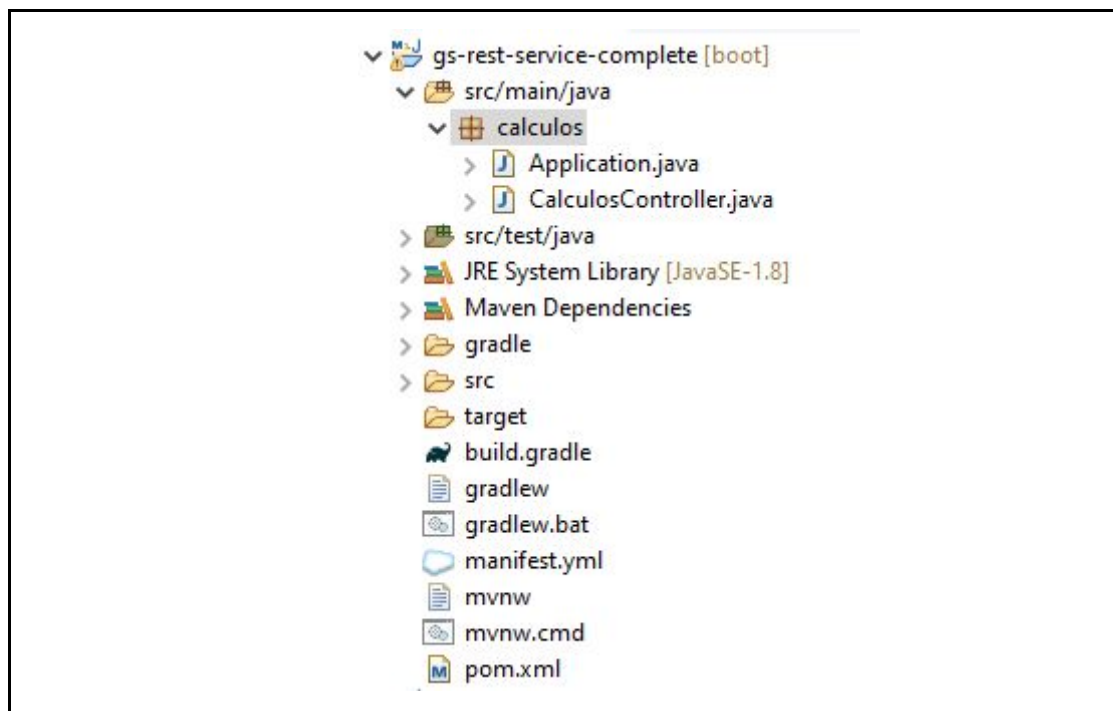 gs-rest-service-complete [boot]
src/main/java
calculos
Application.java
CalculosController.java
src/test/java
JRE System Library [JavaSE-1.8]
Maven Dependencies
gradle
src
target
build.gradle
gradlew
gradlew.bat
manifest.yml
mvnw
mvnw.cmd
pom.xml